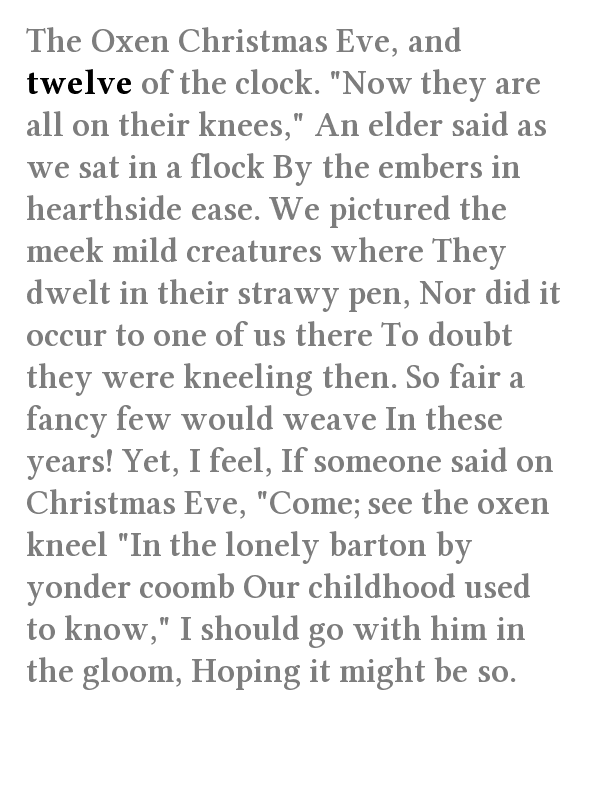 The Oxen Christmas Eve, and
twelve of the clock. "Now they are
all on their knees," An elder said as
we sat in a flock By the embers in
hearthside ease. We pictured the
meek mild creatures where They
dwelt in their strawy pen, Nor did it
occur to one of us there To doubt
they were kneeling then. So fair a
fancy few would weave In these
years! Yet, I feel, If someone said on
Christmas Eve, "Come; see the oxen
kneel "In the lonely barton by
yonder coomb Our childhood used
to know," I should go with him in
the gloom, Hoping it might be so.